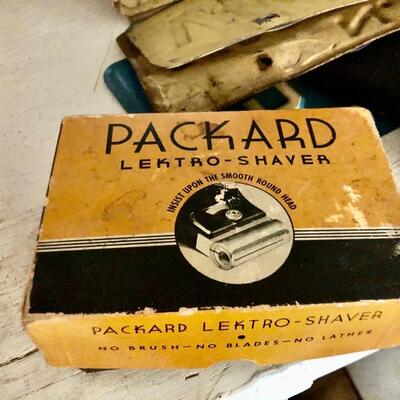 PACKARD
LEKTRO-SHAVER
INSIST UPON THE SMOOTH ROUND HEAD
PACKARD LEKTRO-SHAVER
NO BRUSH—NO BLADES—NO LATHER